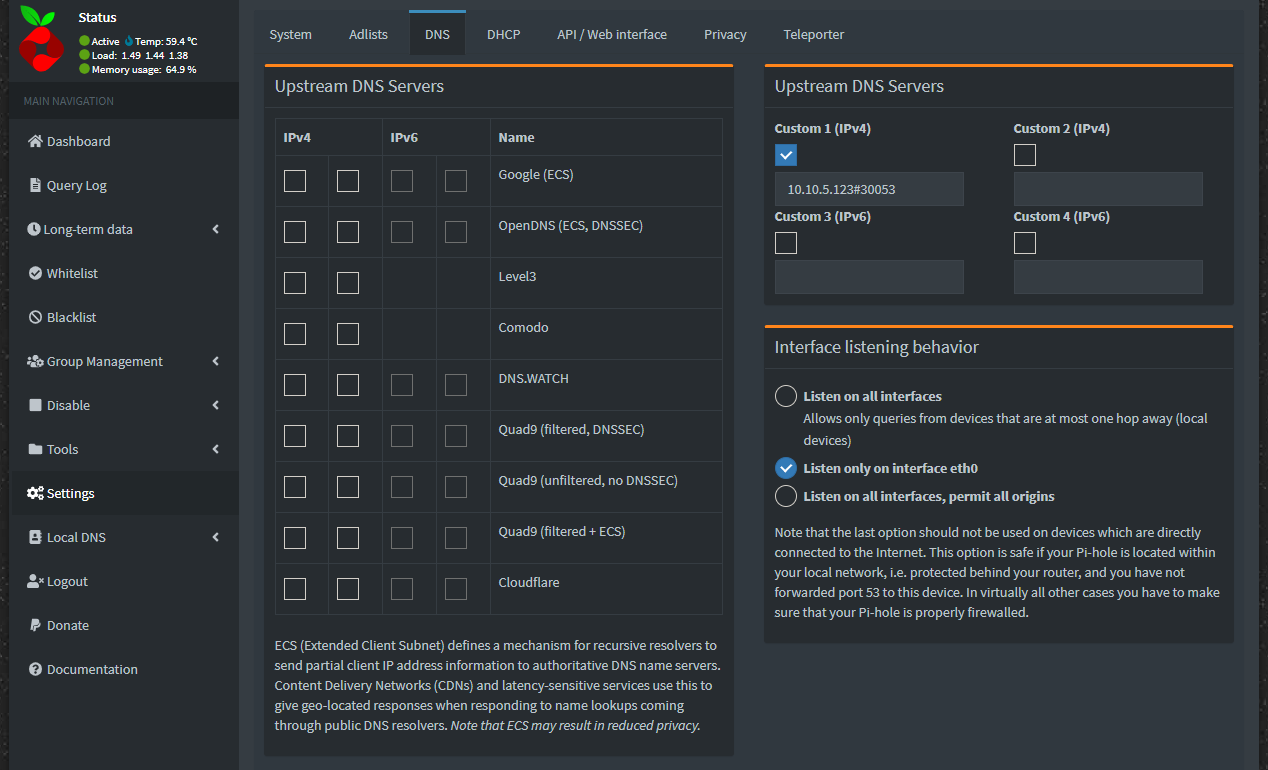 Status
Active Temp: 59.4 ºC
Load: 1.49 1.44 1.38
Memory usage: 64.9 %
MAIN NAVIGATION
Dashboard
Query Log
Long-term data
Whitelist
Blacklist
Group Management
Disable
Tools
Settings
Local DNS
Logout
Donate
Documentation
System Adlists DNS DHCP API / Web interface Privacy Teleporter
Upstream DNS Servers
IPv4 IPv6 Name
Google (ECS)
OpenDNS (ECS, DNSSEC)
Level3
Comodo
DNS.WATCH
Quad9 (filtered, DNSSEC)
Quad9 (unfiltered, no DNSSEC)
Quad9 (filtered + ECS)
Cloudflare
ECS (Extended Client Subnet) defines a mechanism for recursive resolvers to
send partial client IP address information to authoritative DNS name servers.
Content Delivery Networks (CDNs) and latency-sensitive services use this to
give geo-located responses when responding to name lookups coming
through public DNS resolvers. Note that ECS may result in reduced privacy.
Upstream DNS Servers
Custom 1 (IPv4) Custom 2 (IPv4)
10.10.5.123#30053
Custom 3 (IPv6) Custom 4 (IPv6)
Interface listening behavior
Listen on all interfaces
Allows only queries from devices that are at most one hop away (local
devices)
Listen only on interface eth0
Listen on all interfaces, permit all origins
Note that the last option should not be used on devices which are directly
connected to the Internet. This option is safe if your Pi-hole is located within
your local network, i.e. protected behind your router, and you have not
forwarded port 53 to this device. In virtually all other cases you have to make
sure that your Pi-hole is properly firewalled.